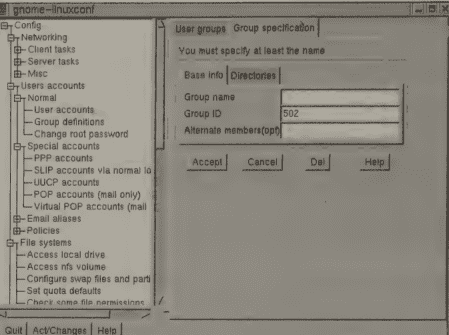 gnome-linuxconf
Config
Networking
Client tasks
Server tasks
Misc
Users accounts
Normal
User accounts
Group definitions
Change root password
Special accounts
PPP accounts
SLIP accounts via normal lo
UUCP accounts
POP accounts (mail only)
Virtual POP accounts (mail
Email aliases
Policies
File systems
Access local drive
Access nfs volume
Configure swap files and parti
Set quota defaults
Check some file permissions
Quit Act/Changes Help
User groups Group specification
You must specify at least the name
Base info Directories
Group name
Group ID 502
Alternate members(opt)
Accept Cancel Del Help